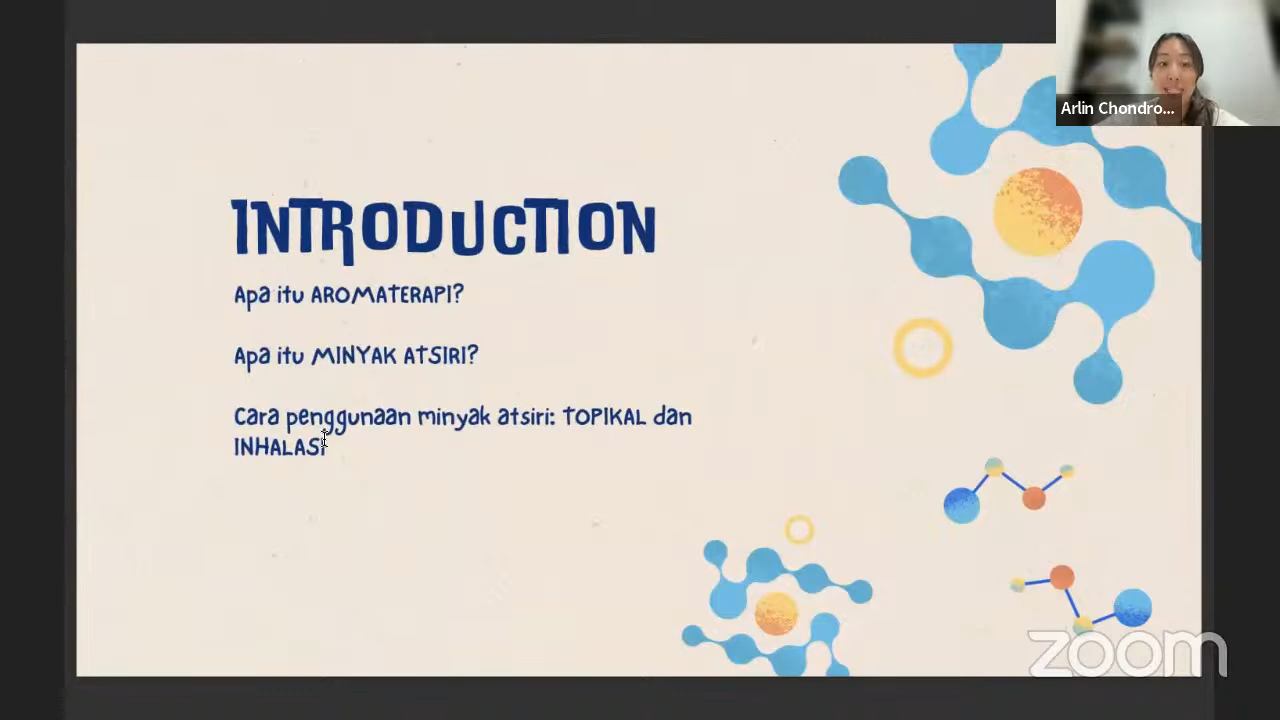 Arlin Chondro...
INTRODUCTION
Apa itu AROMATERAPI?
Apa itu MINYAK ATSIRI?
Cara penggunaan minyak atsiri: TOPIKAL dan
INHALASI
zoom